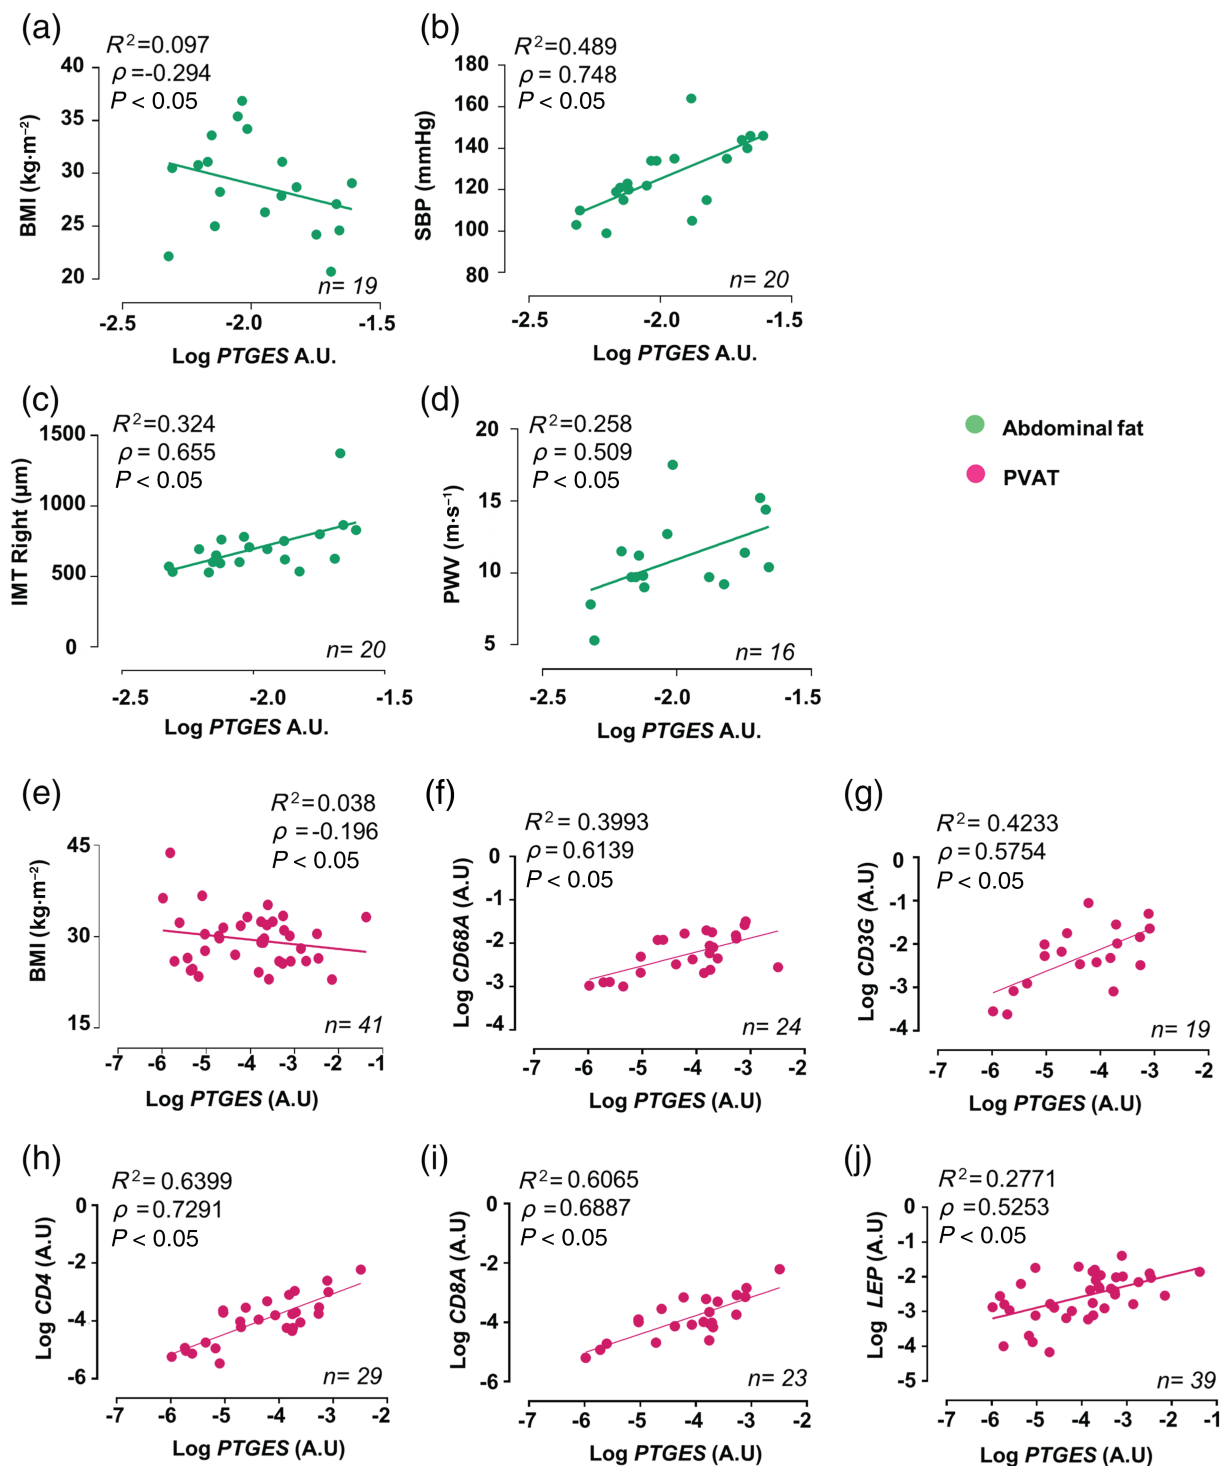 (a)
R²=0.097
ρ=-0.294
P < 0.05
BMI (kg·m⁻²)
40
35
30
25
20
n= 19
-2.5 -2.0 -1.5
Log PTGES A.U.
(b)
R²=0.489
ρ= 0.748
P < 0.05
SBP (mmHg)
180
160
140
120
100
80
n= 20
-2.5 -2.0 -1.5
Log PTGES A.U.
(c)
R²=0.324
ρ= 0.655
P < 0.05
IMT Right (µm)
1500
1000
500
0
n= 20
-2.5 -2.0 -1.5
Log PTGES A.U.
(d)
R²=0.258
ρ= 0.509
P < 0.05
PWV (m·s⁻¹)
20
15
10
5
n= 16
-2.5 -2.0 -1.5
Log PTGES A.U.
Abdominal fat
PVAT
(e)
R²=0.038
ρ=-0.196
P < 0.05
BMI (kg·m⁻²)
45
30
15
n= 41
-7 -6 -5 -4 -3 -2 -1
Log PTGES (A.U)
(f)
R²= 0.3993
ρ=0.6139
P < 0.05
Log CD68A (A.U)
0
-1
-2
-3
-4
n= 24
-7 -6 -5 -4 -3 -2
Log PTGES (A.U)
(g)
R²= 0.4233
ρ=0.5754
P < 0.05
Log CD3G (A.U)
0
-1
-2
-3
-4
n= 19
-7 -6 -5 -4 -3 -2
Log PTGES (A.U)
(h)
R²= 0.6399
ρ=0.7291
P < 0.05
Log CD4 (A.U)
0
-2
-4
-6
n= 29
-7 -6 -5 -4 -3 -2
Log PTGES (A.U)
(i)
R²= 0.6065
ρ=0.6887
P < 0.05
Log CD8A (A.U)
0
-2
-4
-6
n= 23
-7 -6 -5 -4 -3 -2
Log PTGES (A.U)
(j)
R²= 0.2771
ρ=0.5253
P < 0.05
Log LEP (A.U)
0
-1
-2
-3
-4
-5
n= 39
-7 -6 -5 -4 -3 -2 -1
Log PTGES (A.U)